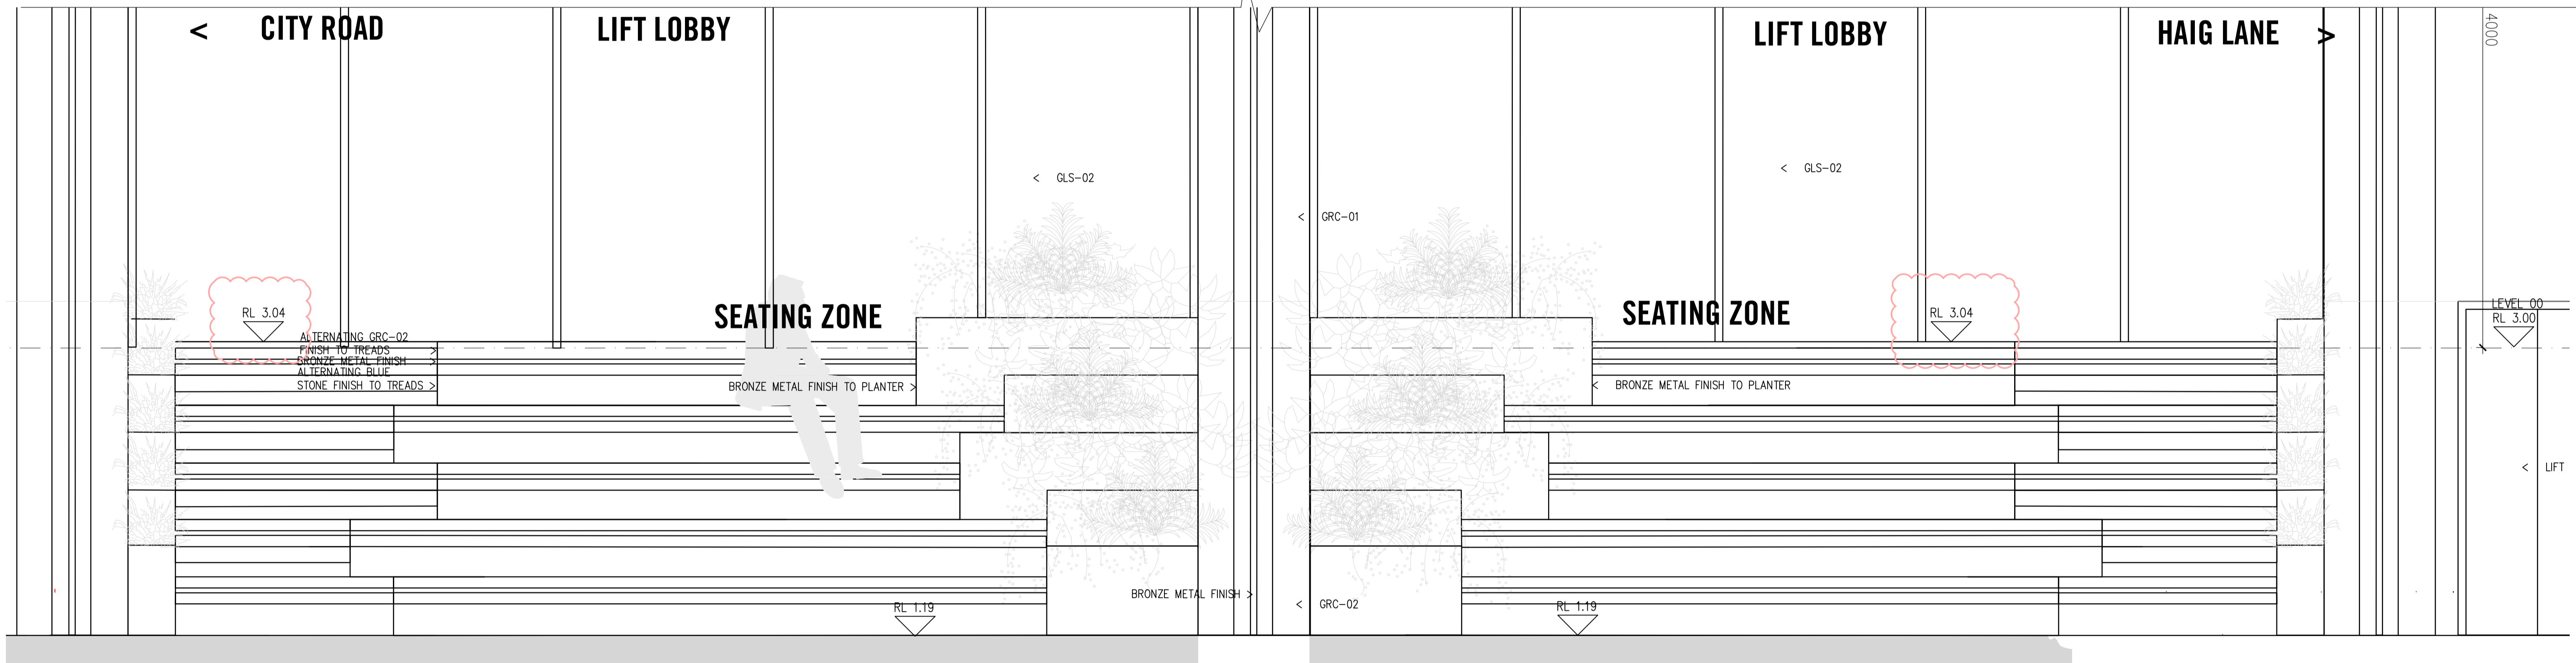 < CITY ROAD
LIFT LOBBY
LIFT LOBBY
HAIG LANE >
4000
< GLS-02
< GLS-02
< GRC-01
RL 3.04
SEATING ZONE
SEATING ZONE
RL 3.04
LEVEL 00
RL 3.00
ALTERNATING GRC-02
FINISH TO TREADS >
BRONZE METAL FINISH >
ALTERNATING BLUE
STONE FINISH TO TREADS >
BRONZE METAL FINISH TO PLANTER >
< BRONZE METAL FINISH TO PLANTER
< LIFT
BRONZE METAL FINISH >
< GRC-02
RL 1.19
RL 1.19